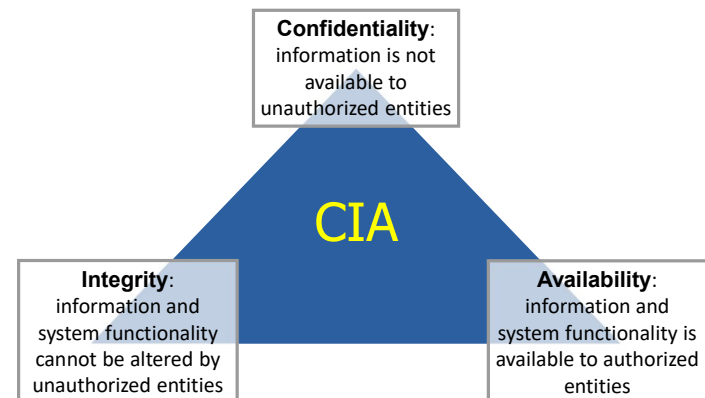 Confidentiality:
information is not
available to
unauthorized entities
CIA
Integrity:
information and
system functionality
cannot be altered by
unauthorized entities
Availability:
information and
system functionality is
available to authorized
entities